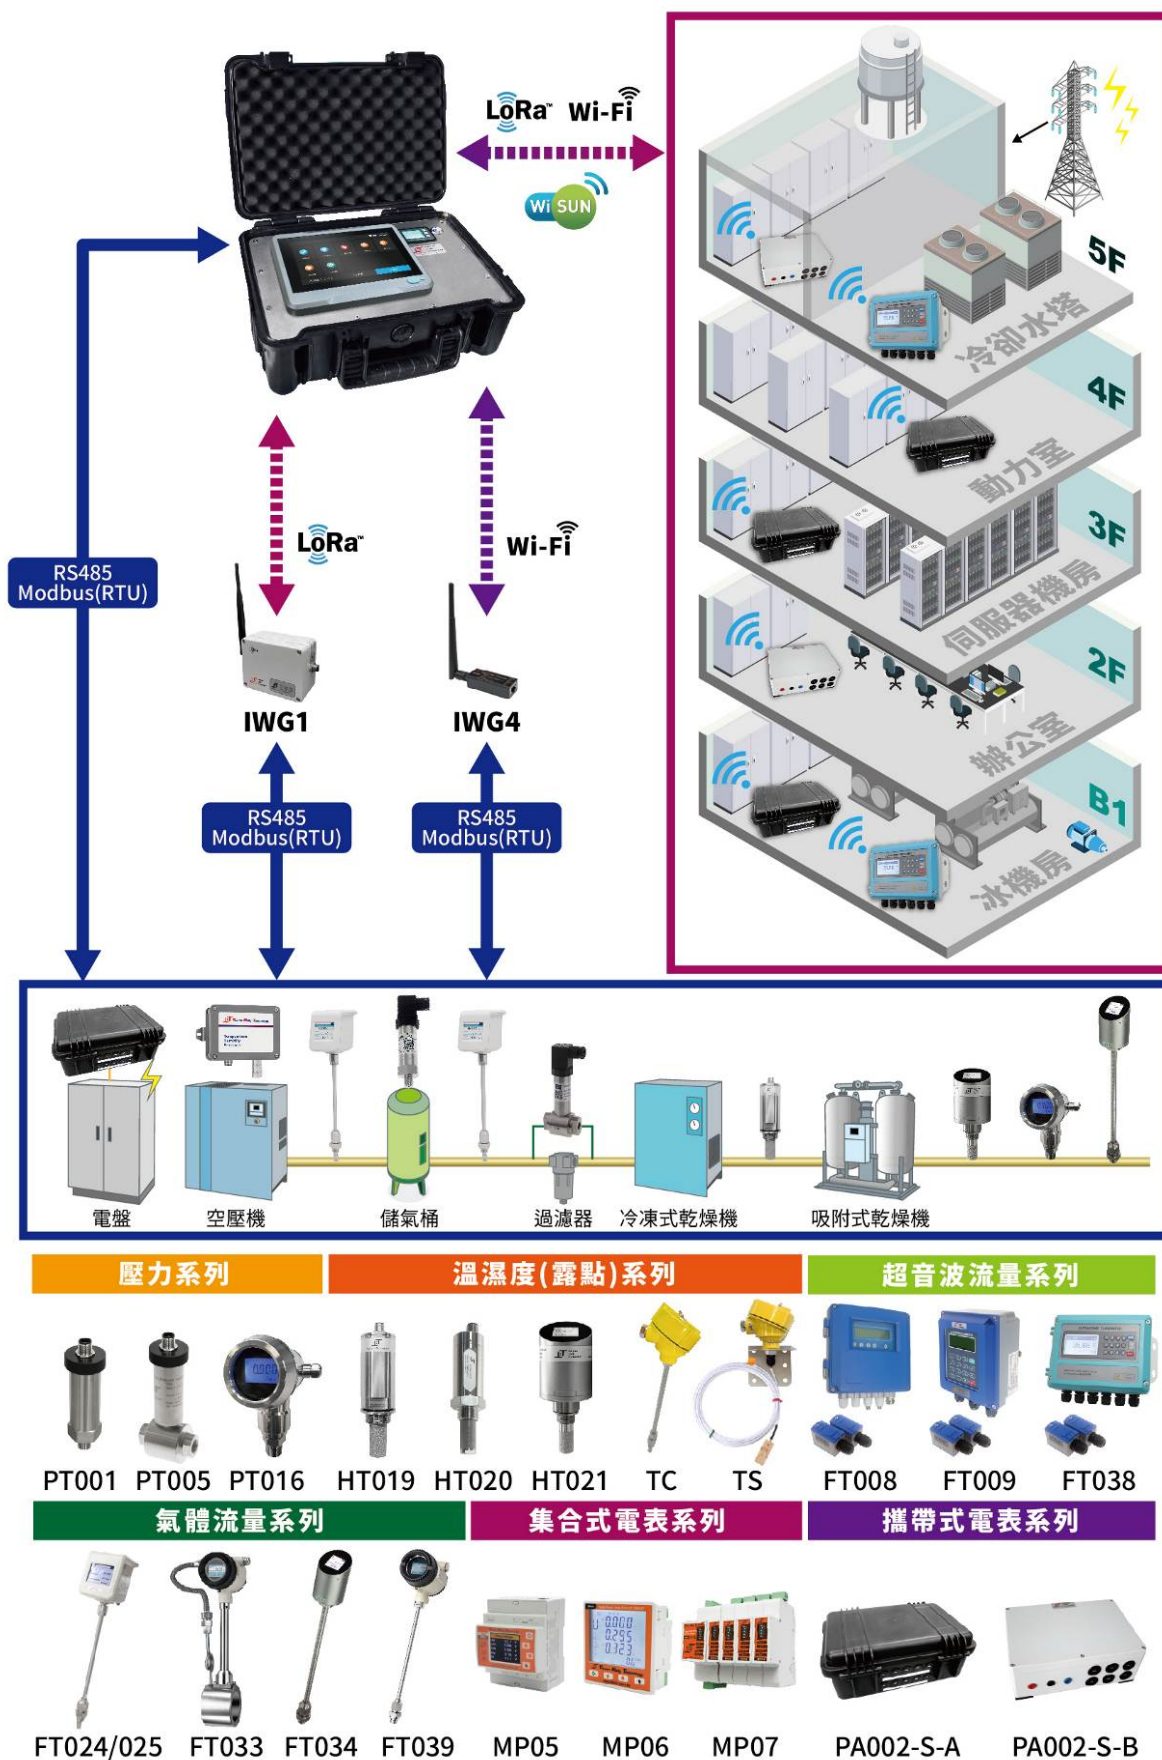 LoRa™ Wi-Fi
Wi SUN
5F
冷卻水塔
4F
動力室
3F
伺服器機房
2F
辦公室
B1
冰機房
LoRa™
Wi-Fi
RS485
Modbus(RTU)
IWG1
IWG4
RS485
Modbus(RTU)
RS485
Modbus(RTU)
電盤
空壓機
儲氣桶
過濾器
冷凍式乾燥機
吸附式乾燥機
壓力系列
溫濕度(露點)系列
超音波流量系列
PT001
PT005
PT016
HT019
HT020
HT021
TC
TS
FT008
FT009
FT038
氣體流量系列
集合式電表系列
攜帶式電表系列
FT024/025
FT033
FT034
FT039
MP05
MP06
MP07
PA002-S-A
PA002-S-B